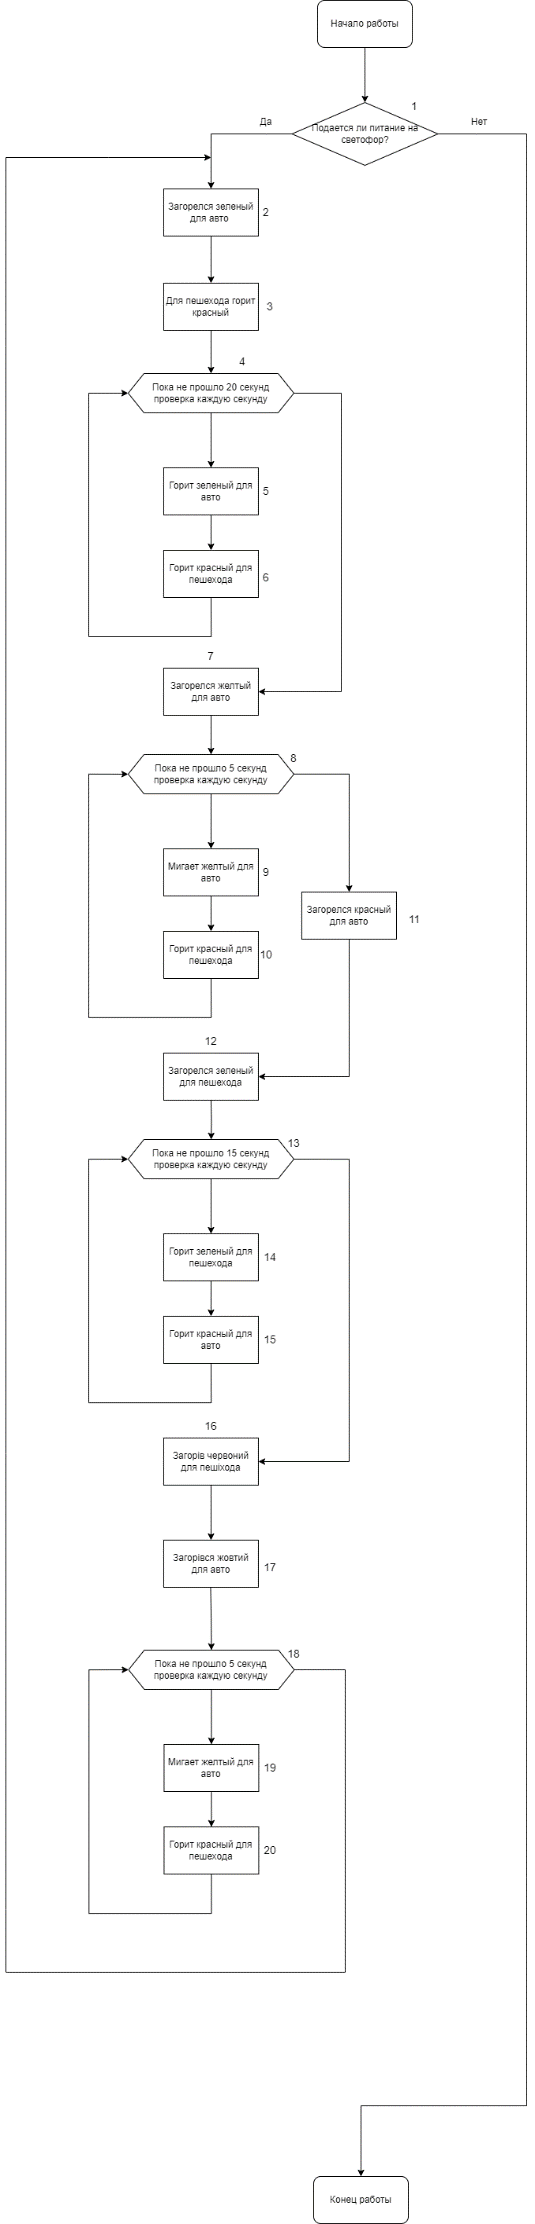 Начало работы
1
Подается ли питание на
светофор?
Да
Нет
Загорелся зеленый
для авто
2
Для пешехода горит
красный
3
4
Пока не прошло 20 секунд
проверка каждую секунду
Горит зеленый для
авто
5
Горит красный для
пешехода
6
7
Загорелся желтый
для авто
8
Пока не прошло 5 секунд
проверка каждую секунду
Мигает желтый для
авто
9
Загорелся красный
для авто
11
Горит красный для
пешехода
10
12
Загорелся зеленый
для пешехода
13
Пока не прошло 15 секунд
проверка каждую секунду
Горит зеленый для
пешехода
14
Горит красный для
авто
15
16
Загорів червоний
для пешіхода
Загорівся жовтий
для авто
17
18
Пока не прошло 5 секунд
проверка каждую секунду
Мигает желтый для
авто
19
Горит красный для
пешехода
20
Конец работы